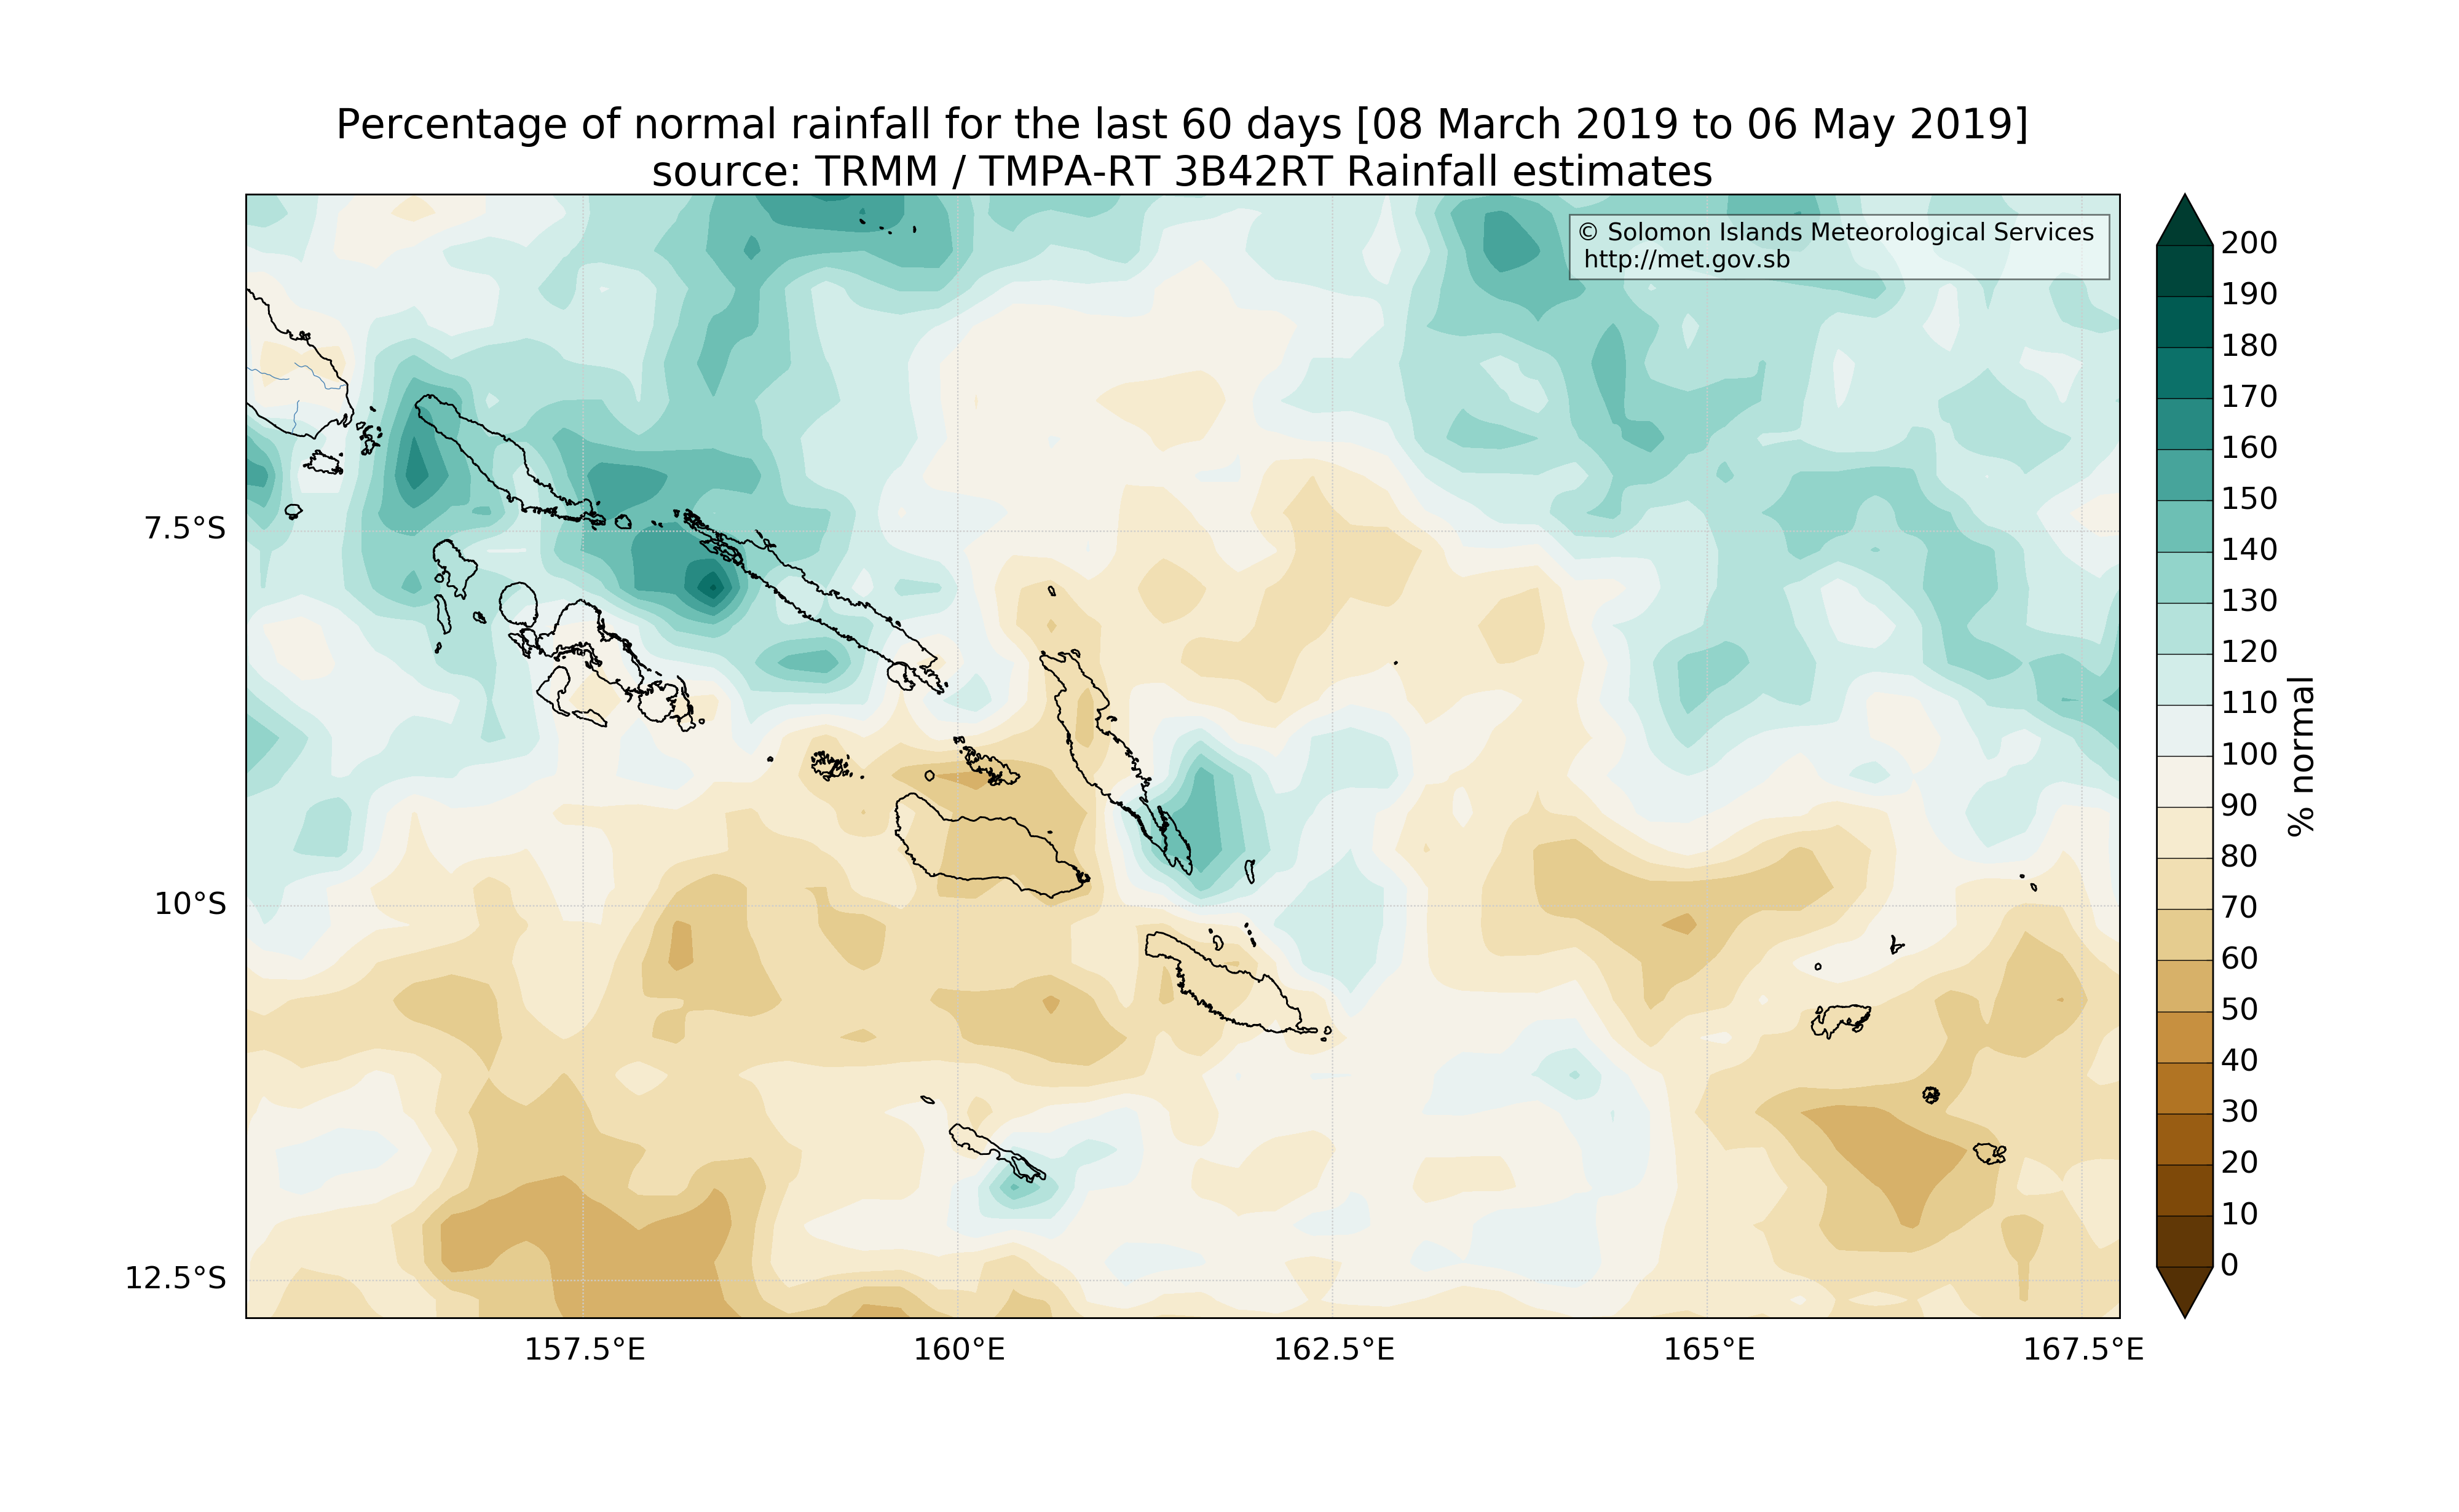 Percentage of normal rainfall for the last 60 days [08 March 2019 to 06 May 2019]
source: TRMM / TMPA-RT 3B42RT Rainfall estimates
© Solomon Islands Meteorological Services
http://met.gov.sb
7.5°S
10°S
12.5°S
157.5°E
160°E
162.5°E
165°E
167.5°E
200
190
180
170
160
150
140
130
120
110
100
90
80
70
60
50
40
30
20
10
0
% normal